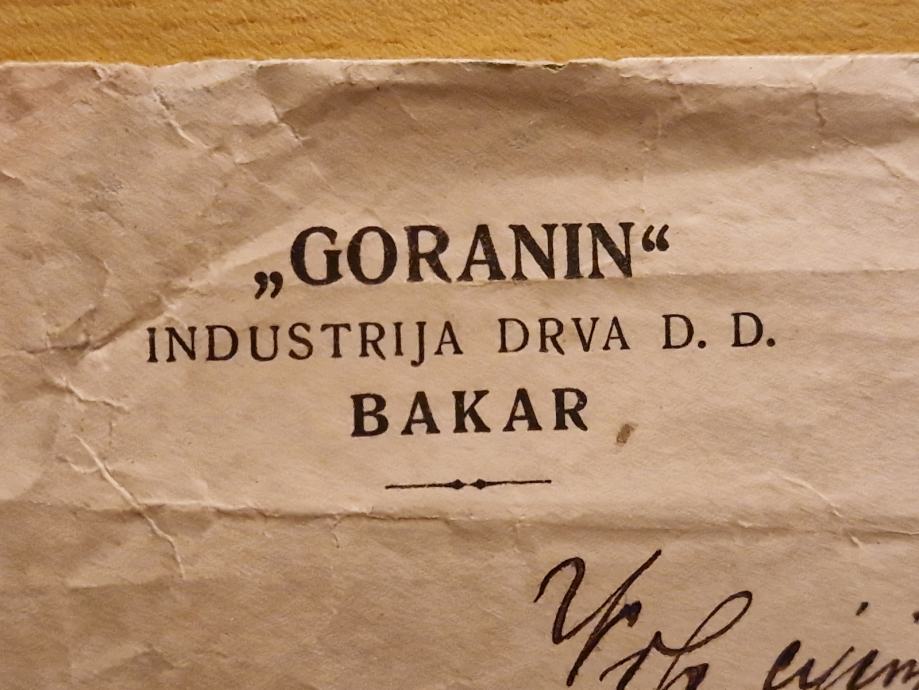 „GORANIN“
INDUSTRIJA DRVA D. D.
BAKAR